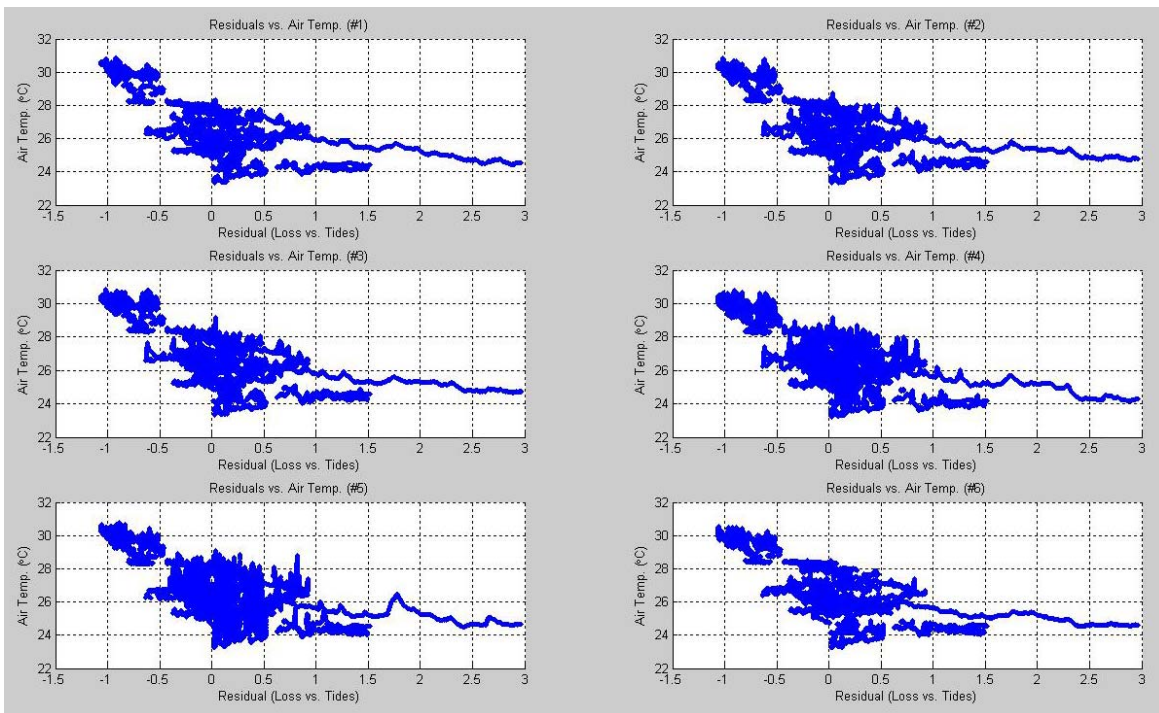 Residuals vs. Air Temp. (#1)
32
30
28
26
24
22
Air Temp. (ºC)
-1.5 -1 -0.5 0 0.5 1 1.5 2 2.5 3
Residual (Loss vs. Tides)
Residuals vs. Air Temp. (#2)
32
30
28
26
24
22
Air Temp. (ºC)
-1.5 -1 -0.5 0 0.5 1 1.5 2 2.5 3
Residual (Loss vs. Tides)
Residuals vs. Air Temp. (#3)
32
30
28
26
24
22
Air Temp. (ºC)
-1.5 -1 -0.5 0 0.5 1 1.5 2 2.5 3
Residual (Loss vs. Tides)
Residuals vs. Air Temp. (#4)
32
30
28
26
24
22
Air Temp. (ºC)
-1.5 -1 -0.5 0 0.5 1 1.5 2 2.5 3
Residual (Loss vs. Tides)
Residuals vs. Air Temp. (#5)
32
30
28
26
24
22
Air Temp. (ºC)
-1.5 -1 -0.5 0 0.5 1 1.5 2 2.5 3
Residual (Loss vs. Tides)
Residuals vs. Air Temp. (#6)
32
30
28
26
24
22
Air Temp. (ºC)
-1.5 -1 -0.5 0 0.5 1 1.5 2 2.5 3
Residual (Loss vs. Tides)